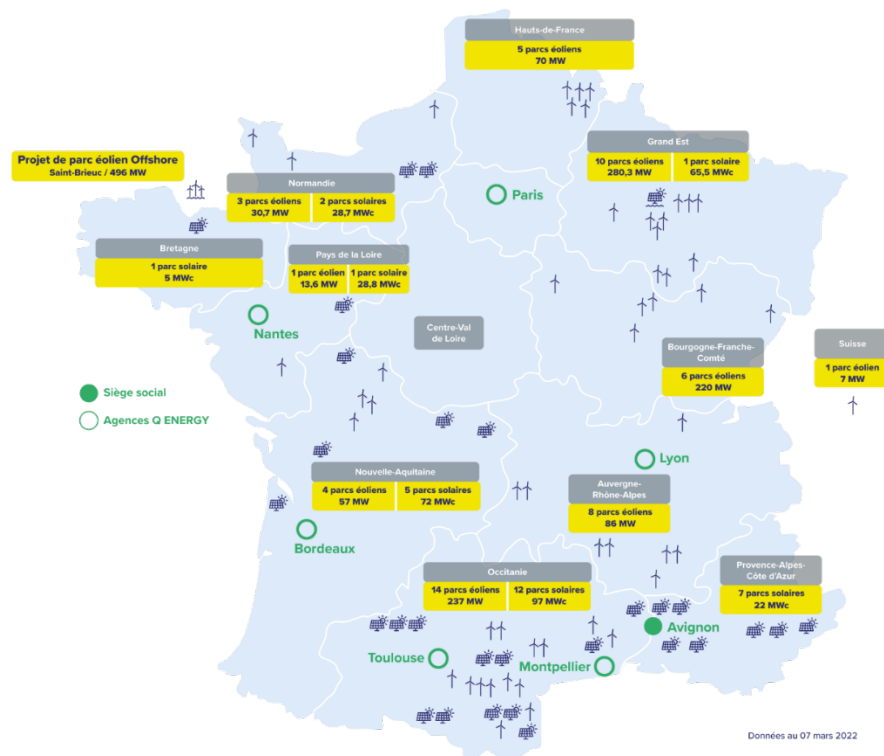 Hauts-de-France
5 parcs éoliens
70 MW
Grand Est
10 parcs éoliens
280,3 MW
1 parc solaire
65,5 MWc
Projet de parc éolien Offshore
Saint-Brieuc / 496 MW
Normandie
3 parcs éoliens
30,7 MW
2 parcs solaires
28,7 MWc
Paris
Bretagne
1 parc solaire
5 MWc
Pays de la Loire
1 parc éolien
13,6 MW
1 parc solaire
28,8 MWc
Nantes
Centre-Val
de Loire
Bourgogne-Franche-
Comté
6 parcs éoliens
220 MW
Suisse
1 parc éolien
7 MW
Siège social
Agences Q ENERGY
Lyon
Nouvelle-Aquitaine
4 parcs éoliens
57 MW
5 parcs solaires
72 MWc
Auvergne-
Rhône-Alpes
8 parcs éoliens
86 MW
Bordeaux
Occitanie
14 parcs éoliens
237 MW
12 parcs solaires
97 MWc
Provence-Alpes-
Côte d'Azur
7 parcs solaires
22 MWc
Avignon
Toulouse
Montpellier
Données au 07 mars 2022